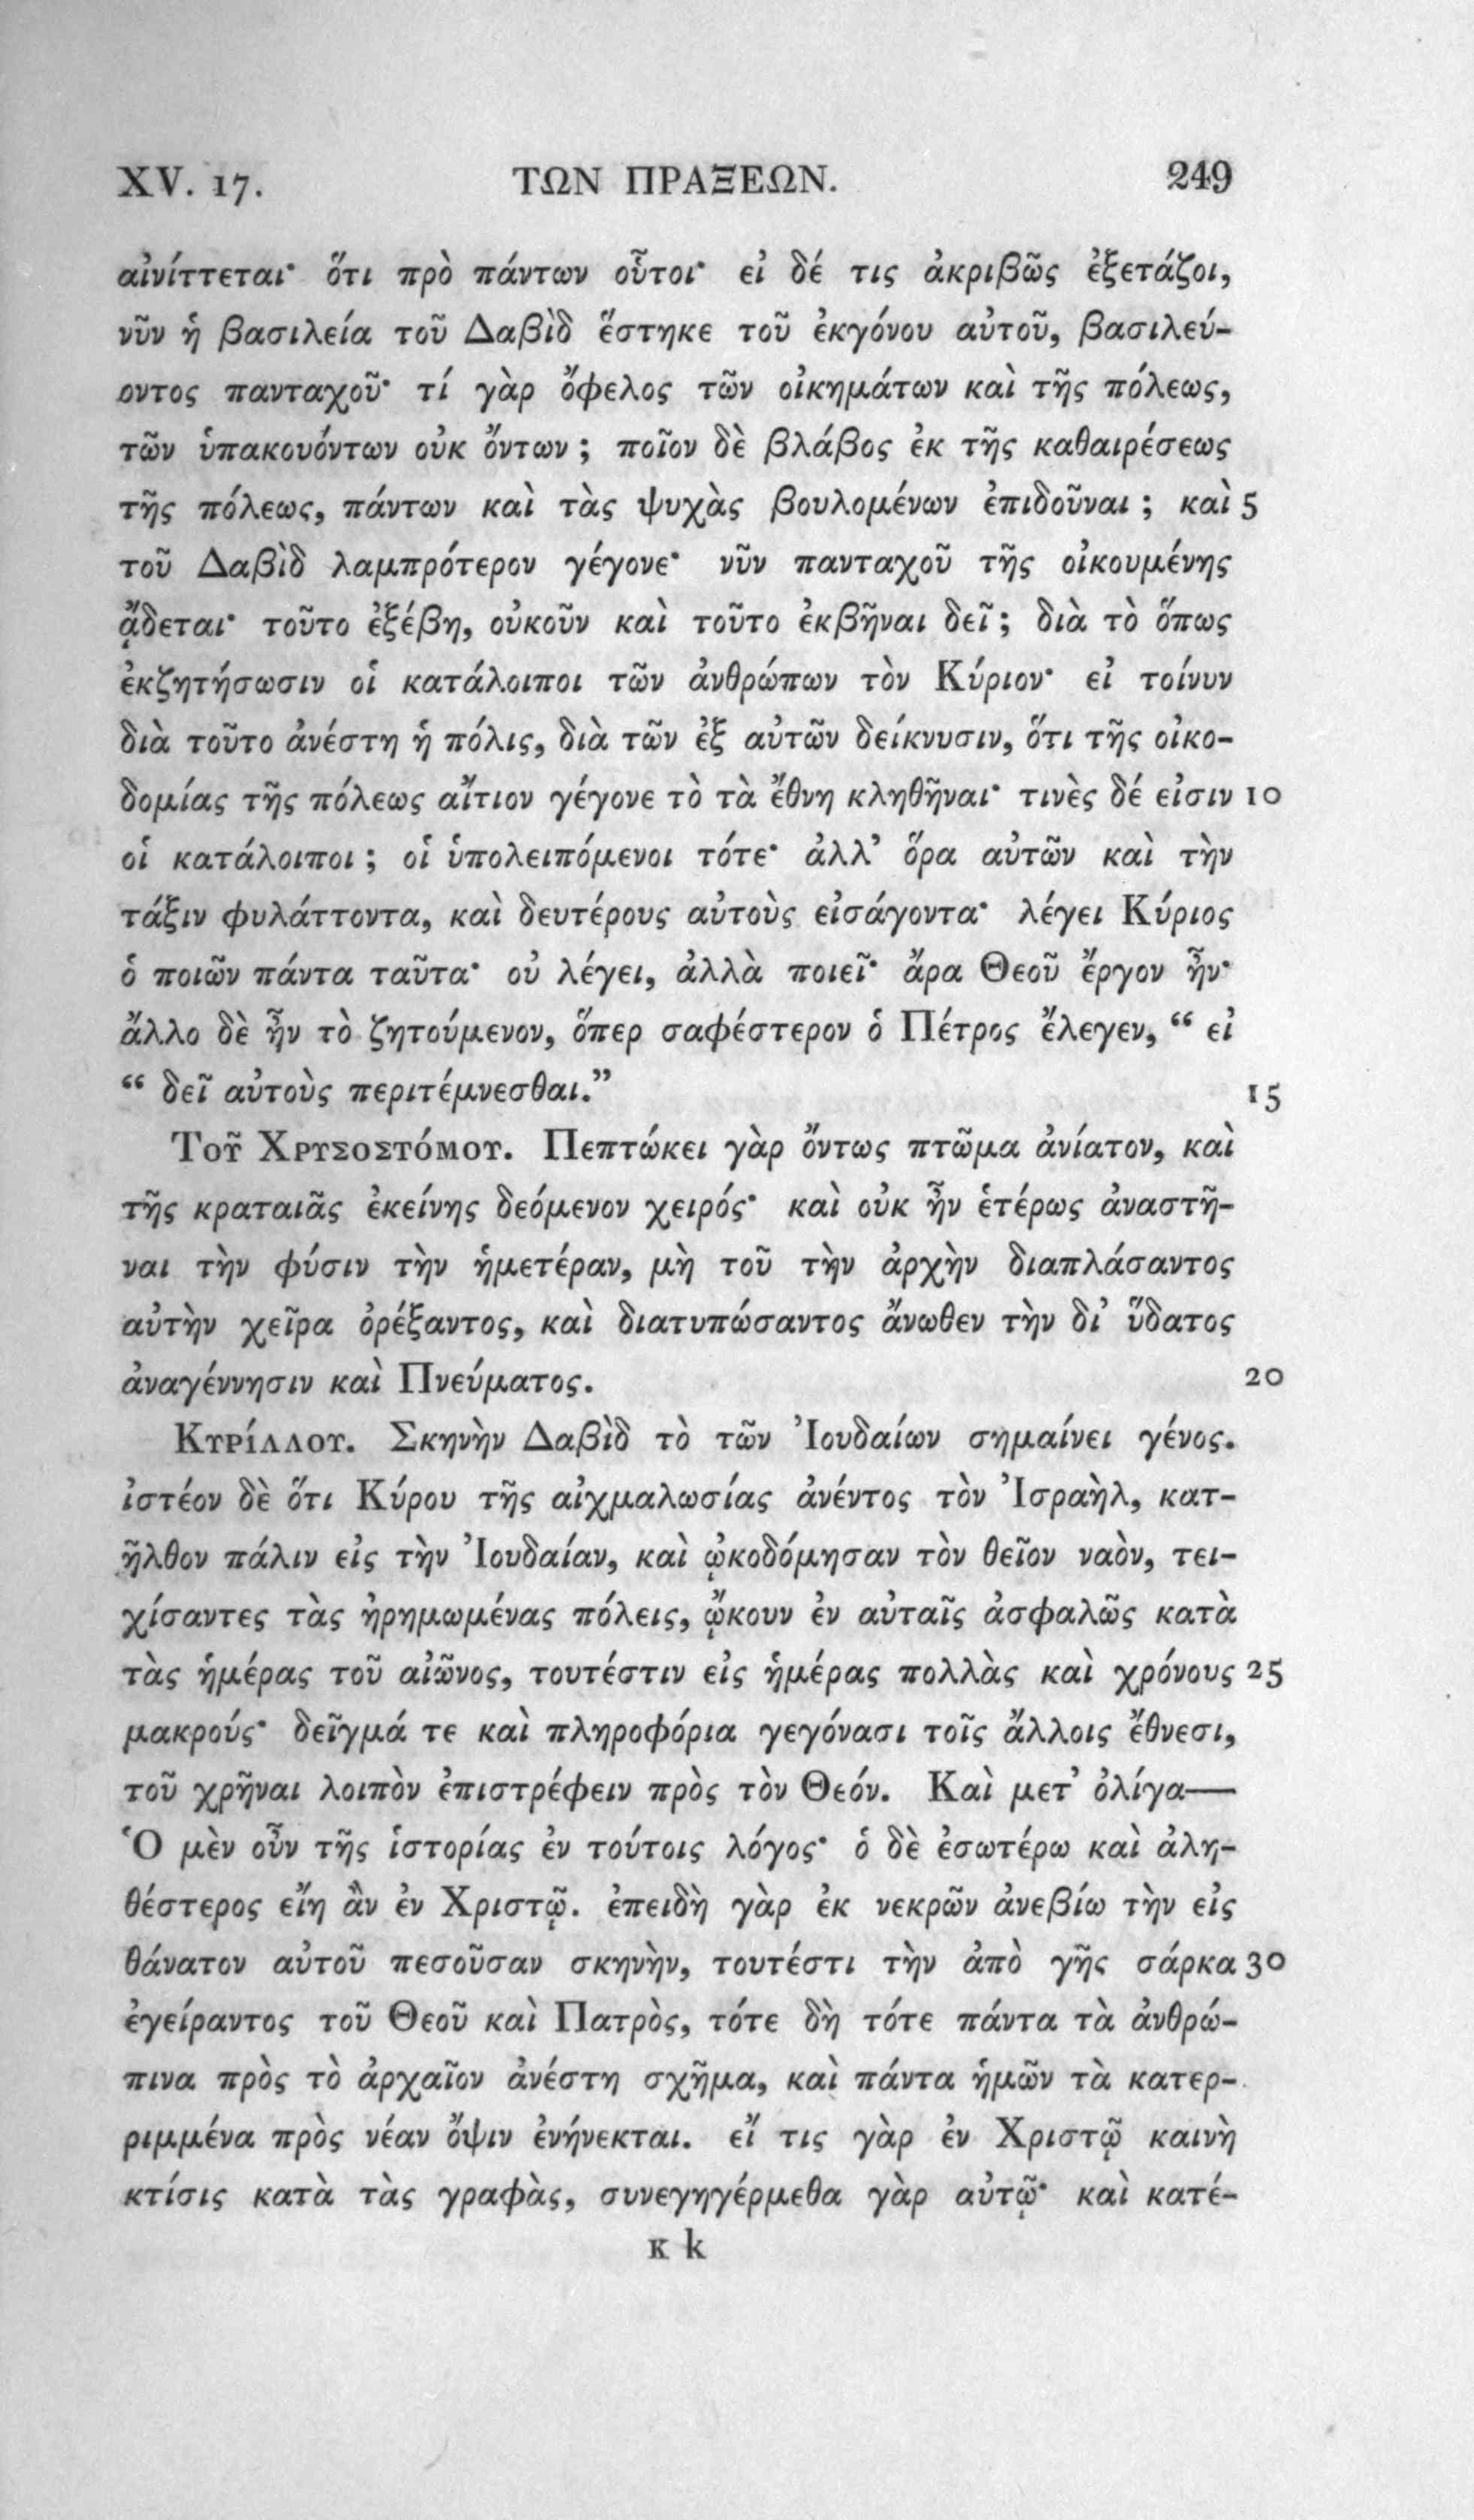 XV. 17. ΤΩΝ ΠΡΑΞΕΩΝ. 249
αἰνίττεται· ὅτι πρὸ πάντων οὗτοι· εἰ δέ τις ἀκριβῶς ἐξετάζοι,
νῦν ἡ βασιλεία τοῦ Δαβὶδ ἕστηκε τοῦ ἐκγόνου αὐτοῦ, βασιλεύ-
οντος πανταχοῦ· τί γὰρ ὄφελος τῶν οἰκημάτων καὶ τῆς πόλεως,
τῶν ὑπακουόντων οὐκ ὄντων; ποῖον δὲ βλάβος ἐκ τῆς καθαιρέσεως
τῆς πόλεως, πάντων καὶ τὰς ψυχὰς βουλομένων ἐπιδοῦναι; καὶ 5
τοῦ Δαβὶδ λαμπρότερον γέγονε· νῦν πανταχοῦ τῆς οἰκουμένης
ᾄδεται· τοῦτο ἐξέβη, οὐκοῦν καὶ τοῦτο ἐκβῆναι δεῖ; διὰ τὸ ὅπως
ἐκζητήσωσιν οἱ κατάλοιποι τῶν ἀνθρώπων τὸν Κύριον· εἰ τοίνυν
διὰ τοῦτο ἀνέστη ἡ πόλις, διὰ τῶν ἐξ αὐτῶν δείκνυσιν, ὅτι τῆς οἰκο-
δομίας τῆς πόλεως αἴτιον γέγονε τὸ τὰ ἔθνη κληθῆναι· τινὲς δέ εἰσιν 10
οἱ κατάλοιποι; οἱ ὑπολειπόμενοι τότε· ἀλλ’ ὅρα αὐτῶν καὶ τὴν
τάξιν φυλάττοντα, καὶ δευτέρους αὐτοὺς εἰσάγοντα· λέγει Κύριος
ὁ ποιῶν πάντα ταῦτα· οὐ λέγει, ἀλλὰ ποιεῖ· ἄρα Θεοῦ ἔργον ἦν·
ἄλλο δὲ ἦν τὸ ζητούμενον, ὅπερ σαφέστερον ὁ Πέτρος ἔλεγεν, “ εἰ
“ δεῖ αὐτοὺς περιτέμνεσθαι.” 15
Τοῦ Χρυσοστόμου. Πεπτώκει γὰρ ὄντως πτῶμα ἀνίατον, καὶ
τῆς κραταιᾶς ἐκείνης δεόμενον χειρός· καὶ οὐκ ἦν ἑτέρως ἀναστῆ-
ναι τὴν φύσιν τὴν ἡμετέραν, μὴ τοῦ τὴν ἀρχὴν διαπλάσαντος
αὐτὴν χεῖρα ὀρέξαντος, καὶ διατυπώσαντος ἄνωθεν τὴν δι’ ὕδατος
ἀναγέννησιν καὶ Πνεύματος. 20
Κυρίλλου. Σκηνὴν Δαβὶδ τὸ τῶν Ἰουδαίων σημαίνει γένος.
ἰστέον δὲ ὅτι Κύρου τῆς αἰχμαλωσίας ἀνέντος τὸν Ἰσραὴλ, κατ-
ῆλθον πάλιν εἰς τὴν Ἰουδαίαν, καὶ ᾠκοδόμησαν τὸν θεῖον ναὸν, τει-
χίσαντες τὰς ἠρημωμένας πόλεις, ᾤκουν ἐν αὐταῖς ἀσφαλῶς κατὰ
τὰς ἡμέρας τοῦ αἰῶνος, τουτέστιν εἰς ἡμέρας πολλὰς καὶ χρόνους 25
μακρούς· δεῖγμά τε καὶ πληροφόρια γεγόνασι τοῖς ἄλλοις ἔθνεσι,
τοῦ χρῆναι λοιπὸν ἐπιστρέφειν πρὸς τὸν Θεόν. Καὶ μετ’ ὀλίγα—
Ὁ μὲν οὖν τῆς ἱστορίας ἐν τούτοις λόγος· ὁ δὲ ἐσωτέρω καὶ ἀλη-
θέστερος εἴη ἂν ἐν Χριστῷ. ἐπειδὴ γὰρ ἐκ νεκρῶν ἀνεβίω τὴν εἰς
θάνατον αὐτοῦ πεσοῦσαν σκηνὴν, τουτέστι τὴν ἀπὸ γῆς σάρκα 30
ἐγείραντος τοῦ Θεοῦ καὶ Πατρὸς, τότε δὴ τότε πάντα τὰ ἀνθρώ-
πινα πρὸς τὸ ἀρχαῖον ἀνέστη σχῆμα, καὶ πάντα ἡμῶν τὰ κατερ-
ριμμένα πρὸς νέαν ὄψιν ἐνήνεκται. εἴ τις γὰρ ἐν Χριστῷ καινὴ
κτίσις κατὰ τὰς γραφὰς, συνεγηγέρμεθα γὰρ αὐτῷ· καὶ κατέ-
K k